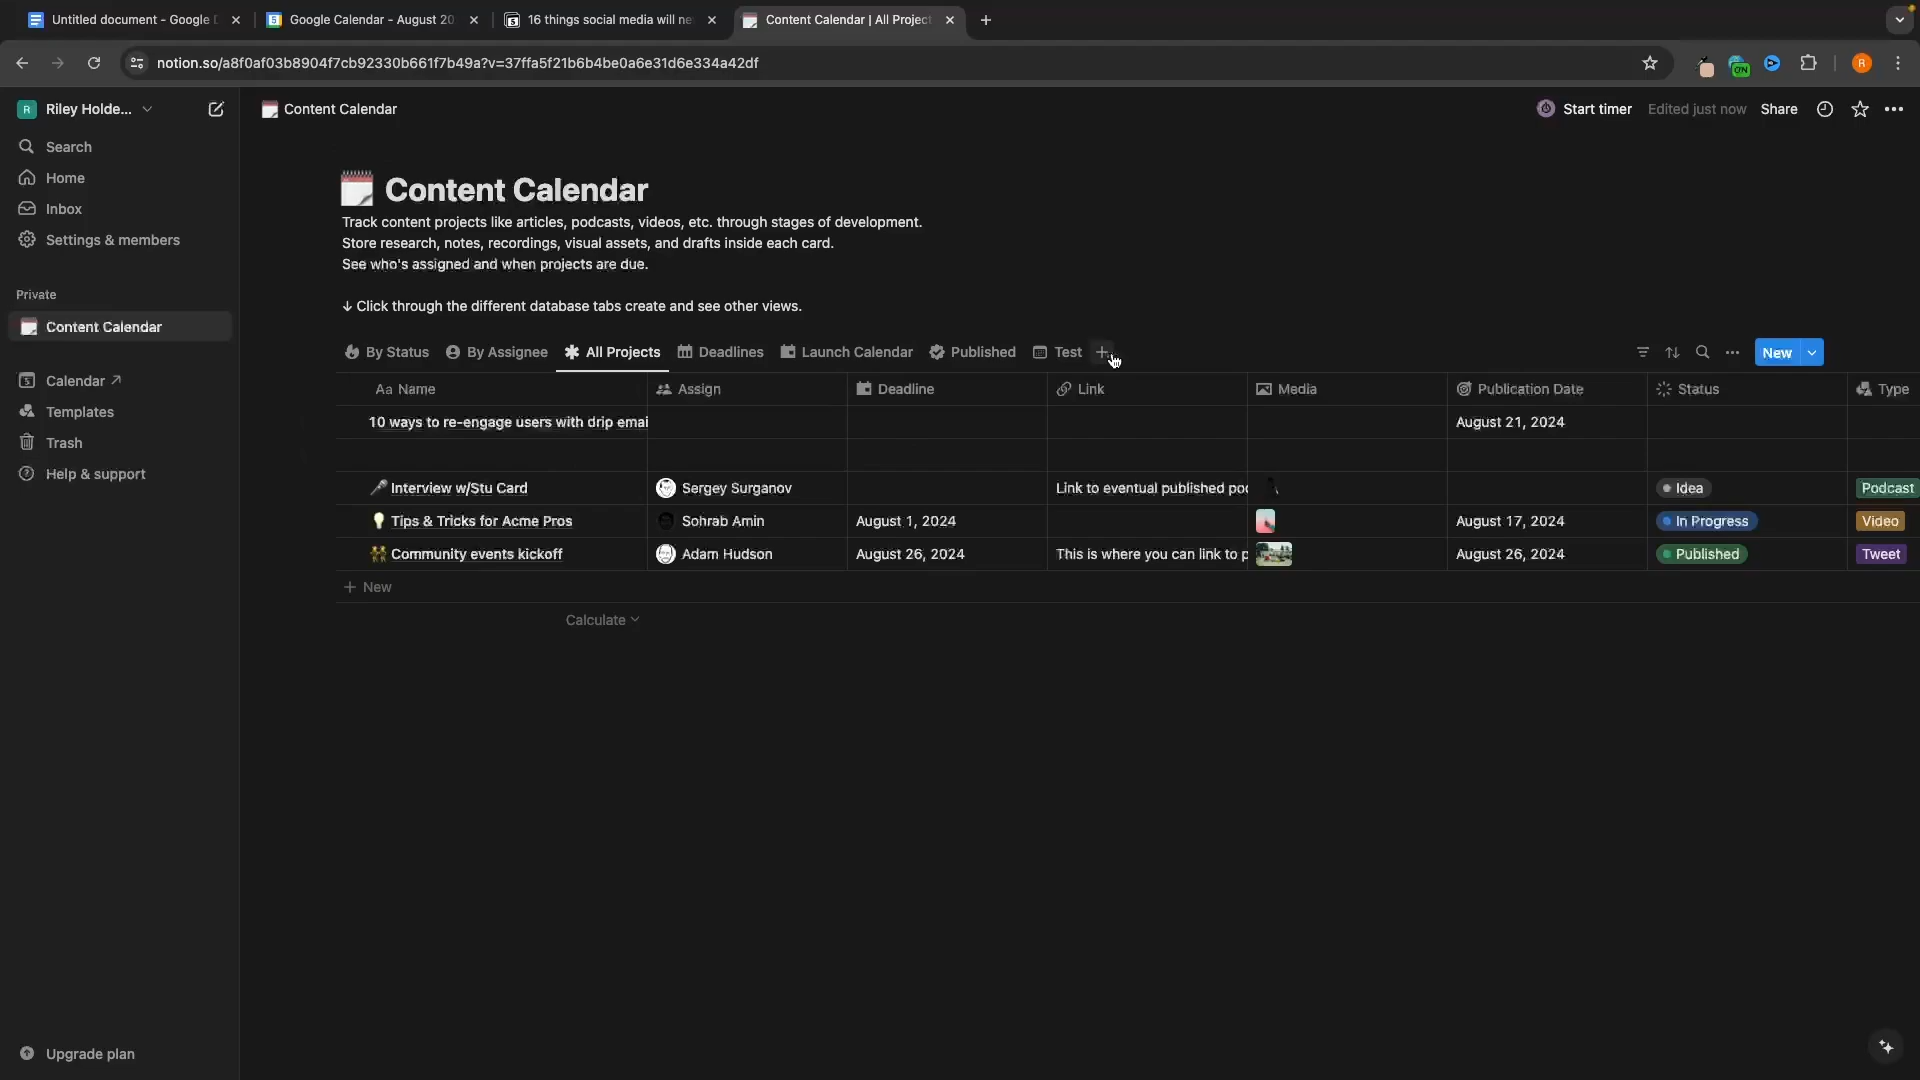 Untitled document - Google D
Google Calendar - August 20
16 things social media will ne
Content Calendar | All Project
notion.so/a8f0af03b8904f7cb92330b661f7b49a?v=37ffa5f21b6b4be0a6e31d6e334a42df
ON
R
R Riley Holde...
Content Calendar
Start timer
Edited just now
Share
Search
Home
Inbox
Settings & members
Private
Content Calendar
Calendar ↗
Templates
Trash
Help & support
Upgrade plan
Content Calendar
Track content projects like articles, podcasts, videos, etc. through stages of development.
Store research, notes, recordings, visual assets, and drafts inside each card.
See who's assigned and when projects are due.
↓ Click through the different database tabs create and see other views.
By Status By Assignee All Projects Deadlines Launch Calendar Published Test
New
Aa Name Assign Deadline Link Media Publication Date Status Type
10 ways to re-engage users with drip emai August 21, 2024
Interview w/Stu Card Sergey Surganov Link to eventual published poc Idea Podcast
Tips & Tricks for Acme Pros Sohrab Amin August 1, 2024 August 17, 2024 In Progress Video
Community events kickoff Adam Hudson August 26, 2024 This is where you can link to p August 26, 2024 Published Tweet
+ New
Calculate